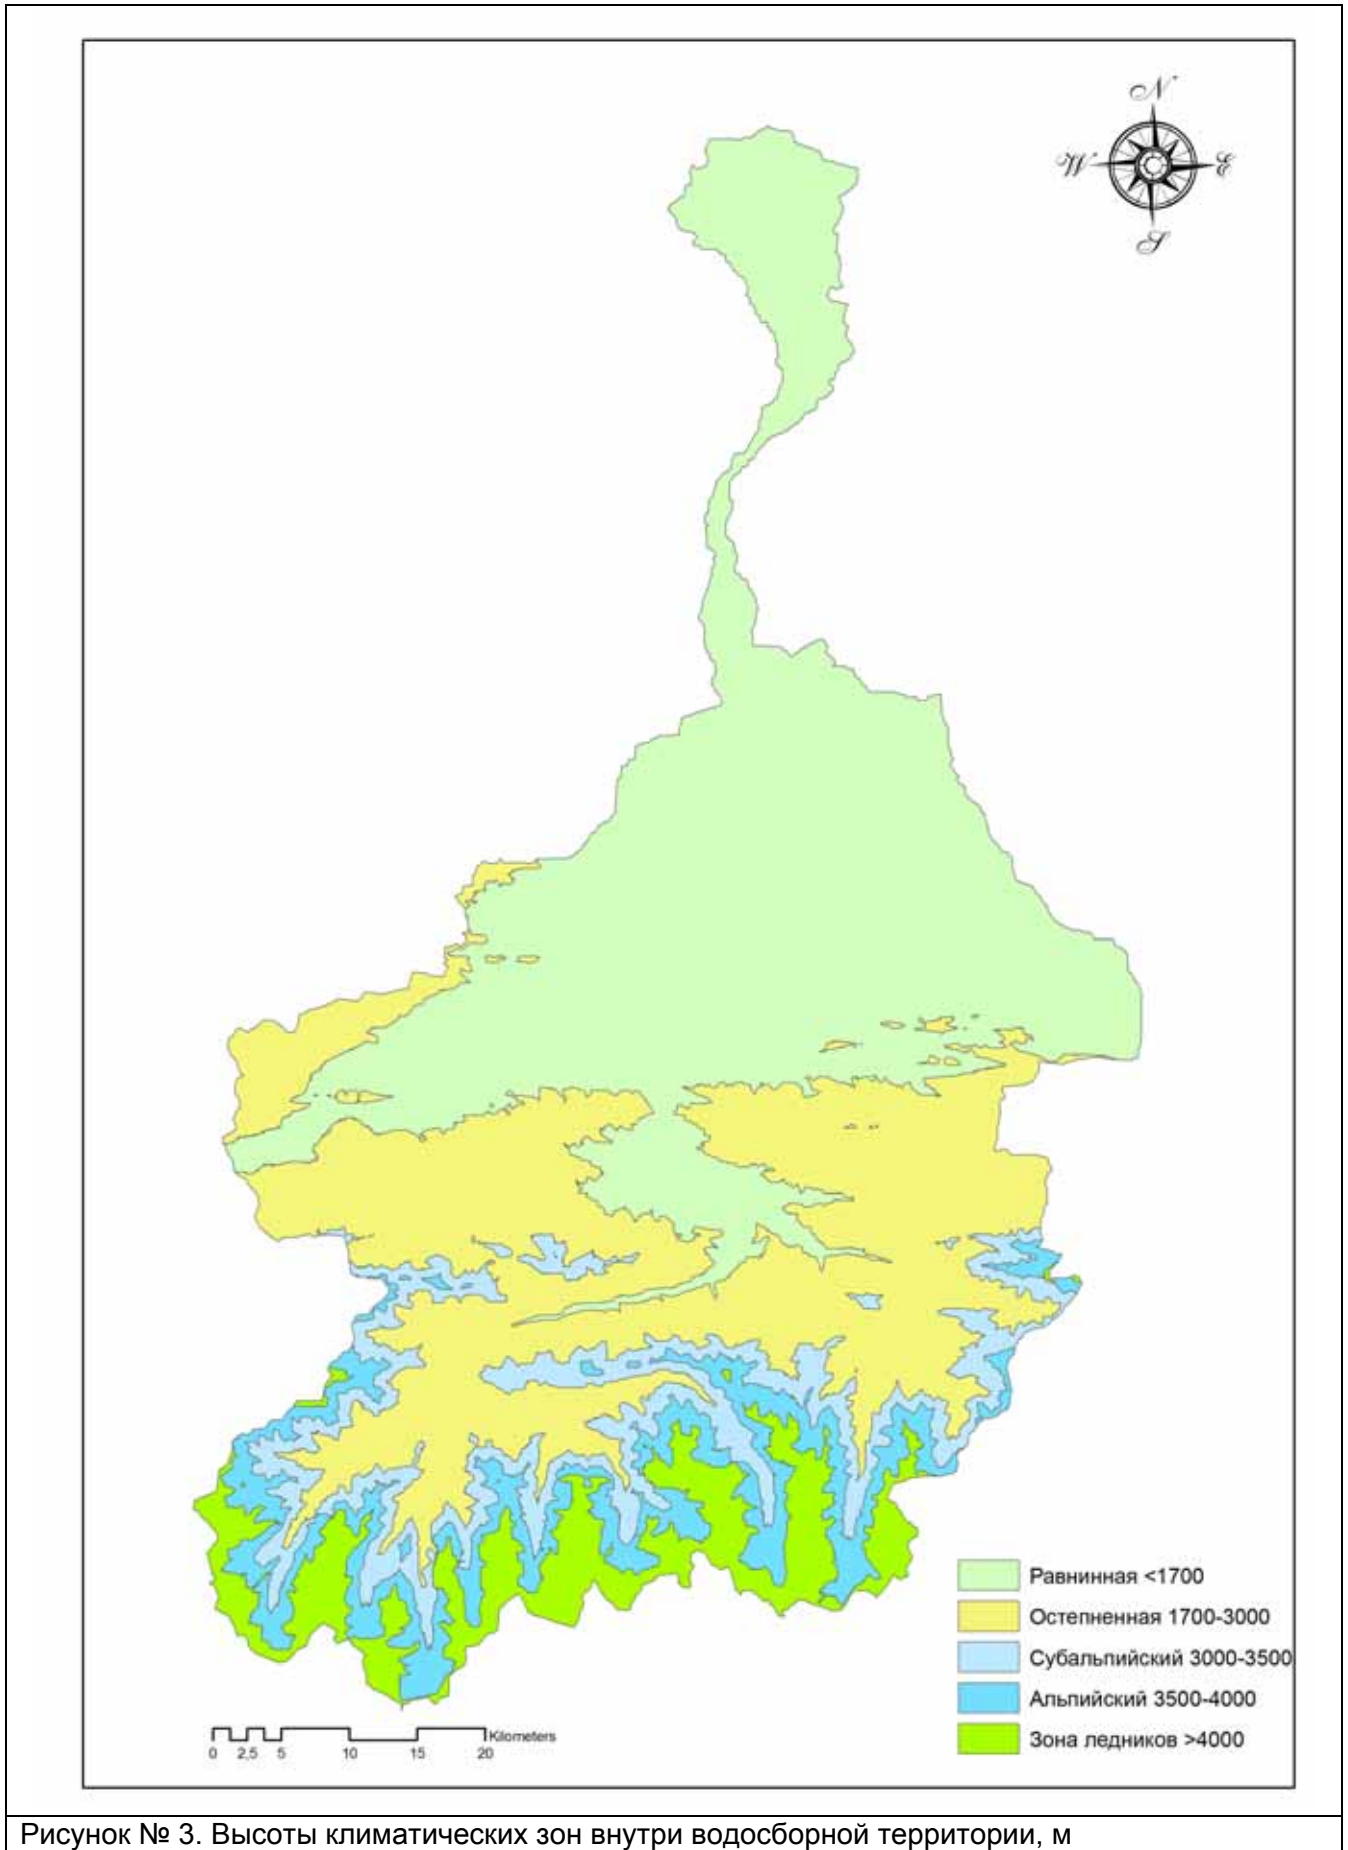 N
W E
S
Равнинная <1700
Остепненная 1700-3000
Субальпийский 3000-3500
Альпийский 3500-4000
Зона ледников >4000
Kilometers
0 2,5 5 10 15 20
Рисунок № 3. Высоты климатических зон внутри водосборной территории, м